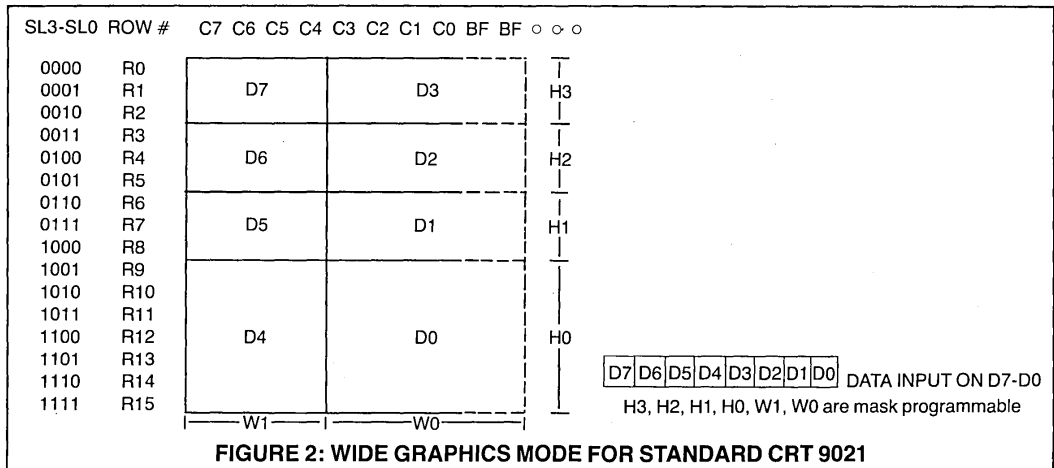 SL3-SL0 ROW # C7 C6 C5 C4 C3 C2 C1 C0 BF BF o o o
0000 R0
0001 R1 D7 D3 H3
0010 R2
0011 R3
0100 R4 D6 D2 H2
0101 R5
0110 R6
0111 R7 D5 D1 H1
1000 R8
1001 R9
1010 R10
1011 R11
1100 R12 D4 D0 H0
1101 R13
1110 R14
1111 R15
W1 W0
D7 D6 D5 D4 D3 D2 D1 D0 DATA INPUT ON D7-D0
H3, H2, H1, H0, W1, W0 are mask programmable
FIGURE 2: WIDE GRAPHICS MODE FOR STANDARD CRT 9021